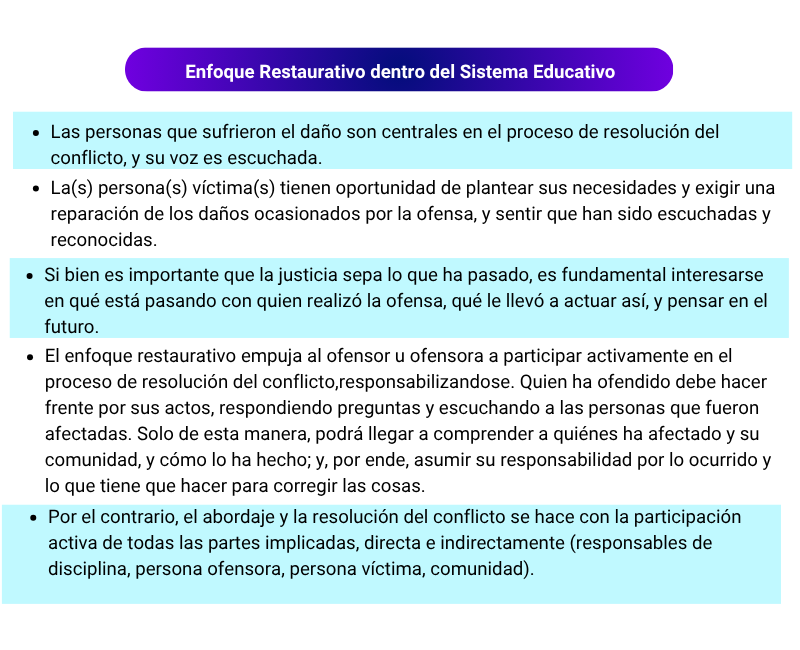 Enfoque Restaurativo dentro del Sistema Educativo
• Las personas que sufrieron el daño son centrales en el proceso de resolución del
conflicto, y su voz es escuchada.
• La(s) persona(s) víctima(s) tienen oportunidad de plantear sus necesidades y exigir una
reparación de los daños ocasionados por la ofensa, y sentir que han sido escuchadas y
reconocidas.
• Si bien es importante que la justicia sepa lo que ha pasado, es fundamental interesarse
en qué está pasando con quien realizó la ofensa, qué le llevó a actuar así, y pensar en el
futuro.
• El enfoque restaurativo empuja al ofensor u ofensora a participar activamente en el
proceso de resolución del conflicto,responsabilizandose. Quien ha ofendido debe hacer
frente por sus actos, respondiendo preguntas y escuchando a las personas que fueron
afectadas. Solo de esta manera, podrá llegar a comprender a quiénes ha afectado y su
comunidad, y cómo lo ha hecho; y, por ende, asumir su responsabilidad por lo ocurrido y
lo que tiene que hacer para corregir las cosas.
• Por el contrario, el abordaje y la resolución del conflicto se hace con la participación
activa de todas las partes implicadas, directa e indirectamente (responsables de
disciplina, persona ofensora, persona víctima, comunidad).